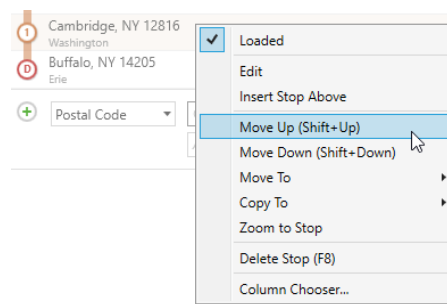 1
Cambridge, NY 12816
Washington
D
Buffalo, NY 14205
Erie
Postal Code
Loaded
Edit
Insert Stop Above
Move Up (Shift+Up)
Move Down (Shift+Down)
Move To
Copy To
Zoom to Stop
Delete Stop (F8)
Column Chooser...